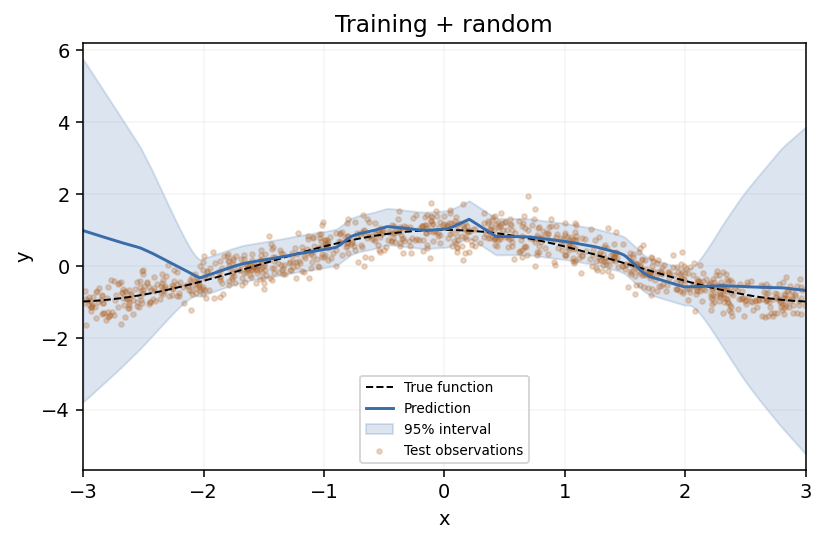 Training + random
6
4
2
0
−2
−4
y
−3
−2
−1
0
1
2
3
x
True function
Prediction
95% interval
Test observations